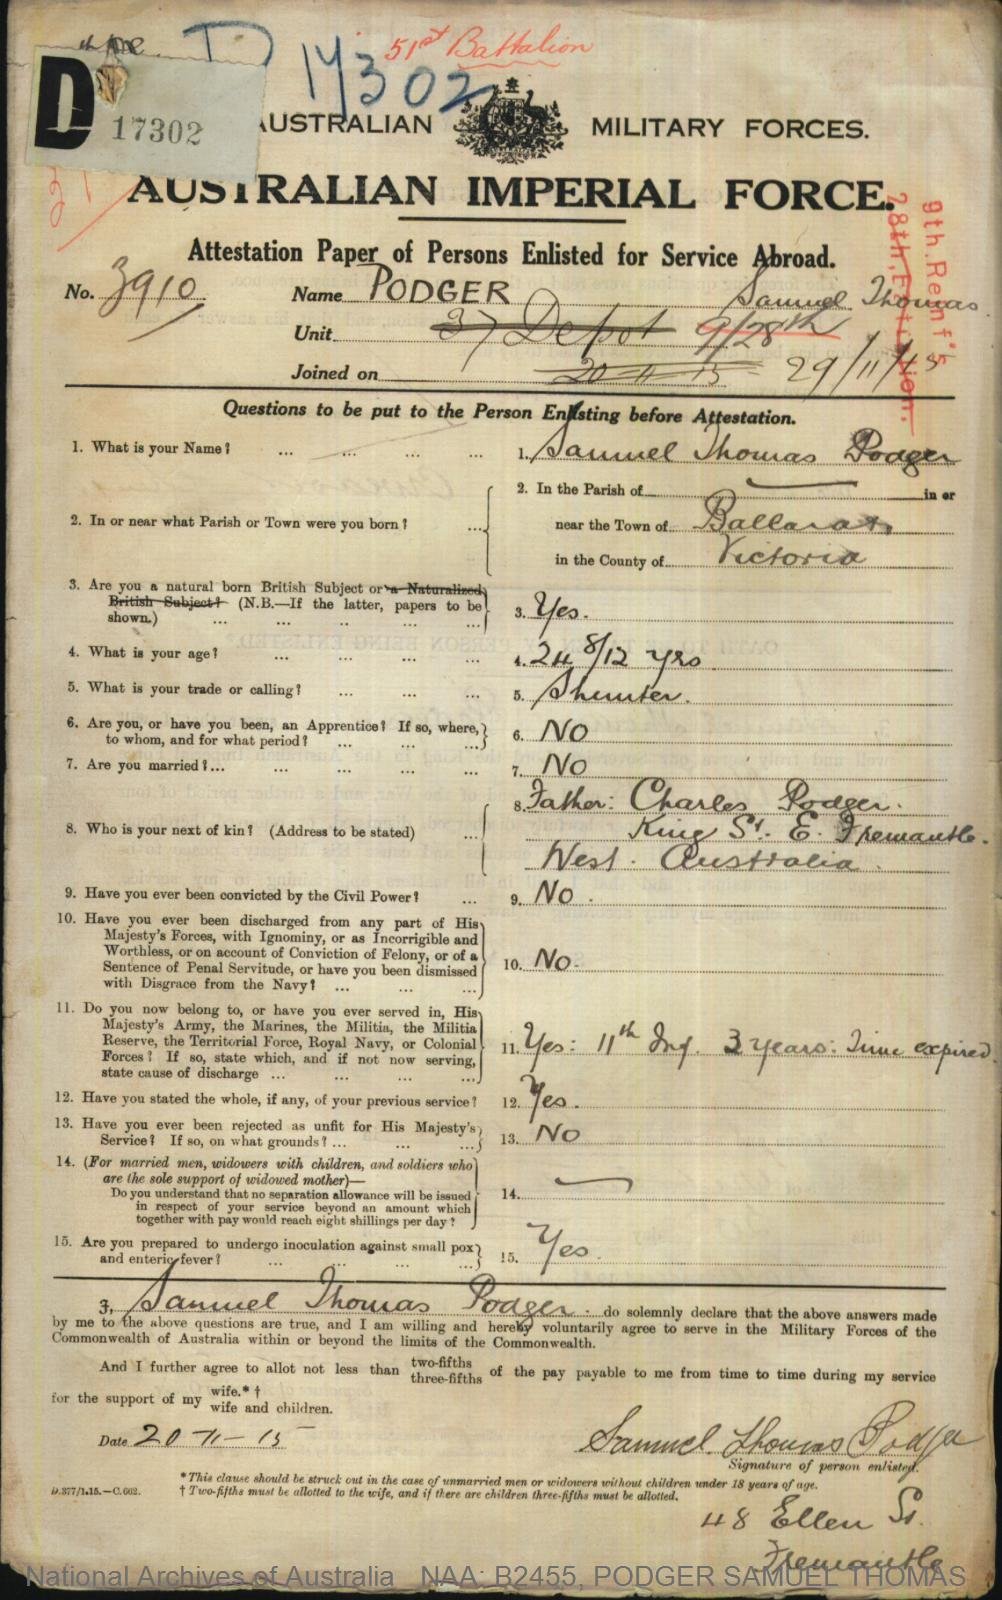 51st Battalion
17302
D
17302
AUSTRALIAN MILITARY FORCES.
AUSTRALIAN IMPERIAL FORCE.
9th. Reinf's
28th.
Attestation Paper of Persons Enlisted for Service Abroad.
No. 3910 Name PODGER Samuel Thomas
Unit 37 Depot 9/28th
Joined on 20 11 15 29/11/15
Questions to be put to the Person Enlisting before Attestation.
1. What is your Name? ... ... ... ... 1. Samuel Thomas Podger
2. In the Parish of in or
2. In or near what Parish or Town were you born? ... near the Town of Ballarat
in the County of Victoria
3. Are you a natural born British Subject or a Naturalized
British Subject? (N.B.—If the latter, papers to be
shown.) ... ... .. ... ... 3. Yes.
4. What is your age? ... ... ... ... 4. 24 8/12 yrs
5. What is your trade or calling? ... ... ... 5. Shunter.
6. Are you, or have you been, an Apprentice? If so, where,
to whom, and for what period? ... ... ... 6. NO
7. Are you married?... ... ... ... ... 7. NO
8. Father: Charles Podger.
8. Who is your next of kin? (Address to be stated) ... King St. E. Fremantle.
West. Australia.
9. Have you ever been convicted by the Civil Power? ... 9. NO.
10. Have you ever been discharged from any part of His
Majesty's Forces, with Ignominy, or as Incorrigible and
Worthless, or on account of Conviction of Felony, or of a
Sentence of Penal Servitude, or have you been dismissed
with Disgrace from the Navy? ... ... ... 10. No.
11. Do you now belong to, or have you ever served in, His
Majesty's Army, the Marines, the Militia, the Militia
Reserve, the Territorial Force, Royal Navy, or Colonial
Forces? If so, state which, and if not now serving,
state cause of discharge ... ... ... ... 11. Yes: 11th Inf. 3 years: Time expired.
12. Have you stated the whole, if any, of your previous service? 12. Yes.
13. Have you ever been rejected as unfit for His Majesty's
Service? If so, on what grounds? ... ... ... 13. NO
14. (For married men, widowers with children, and soldiers who
are the sole support of widowed mother)—
Do you understand that no separation allowance will be issued
in respect of your service beyond an amount which
together with pay would reach eight shillings per day? 14.
15. Are you prepared to undergo inoculation against small pox
and enteric fever? ... ... ... ... 15. Yes.
I, Samuel Thomas Podger. do solemnly declare that the above answers made
by me to the above questions are true, and I am willing and hereby voluntarily agree to serve in the Military Forces of the
Commonwealth of Australia within or beyond the limits of the Commonwealth.
And I further agree to allot not less than two-fifths
three-fifths of the pay payable to me from time to time during my service
for the support of my wife.* †
wife and children.
Date 20-11-15 Samuel Thomas Podger
Signature of person enlisted.
* This clause should be struck out in the case of unmarried men or widowers without children under 18 years of age.
D.377/1.15.—C.662. † Two-fifths must be allotted to the wife, and if there are children three-fifths must be allotted.
48 Ellen St.
Fremantle
National Archives of Australia NAA: B2455, PODGER SAMUEL THOMAS